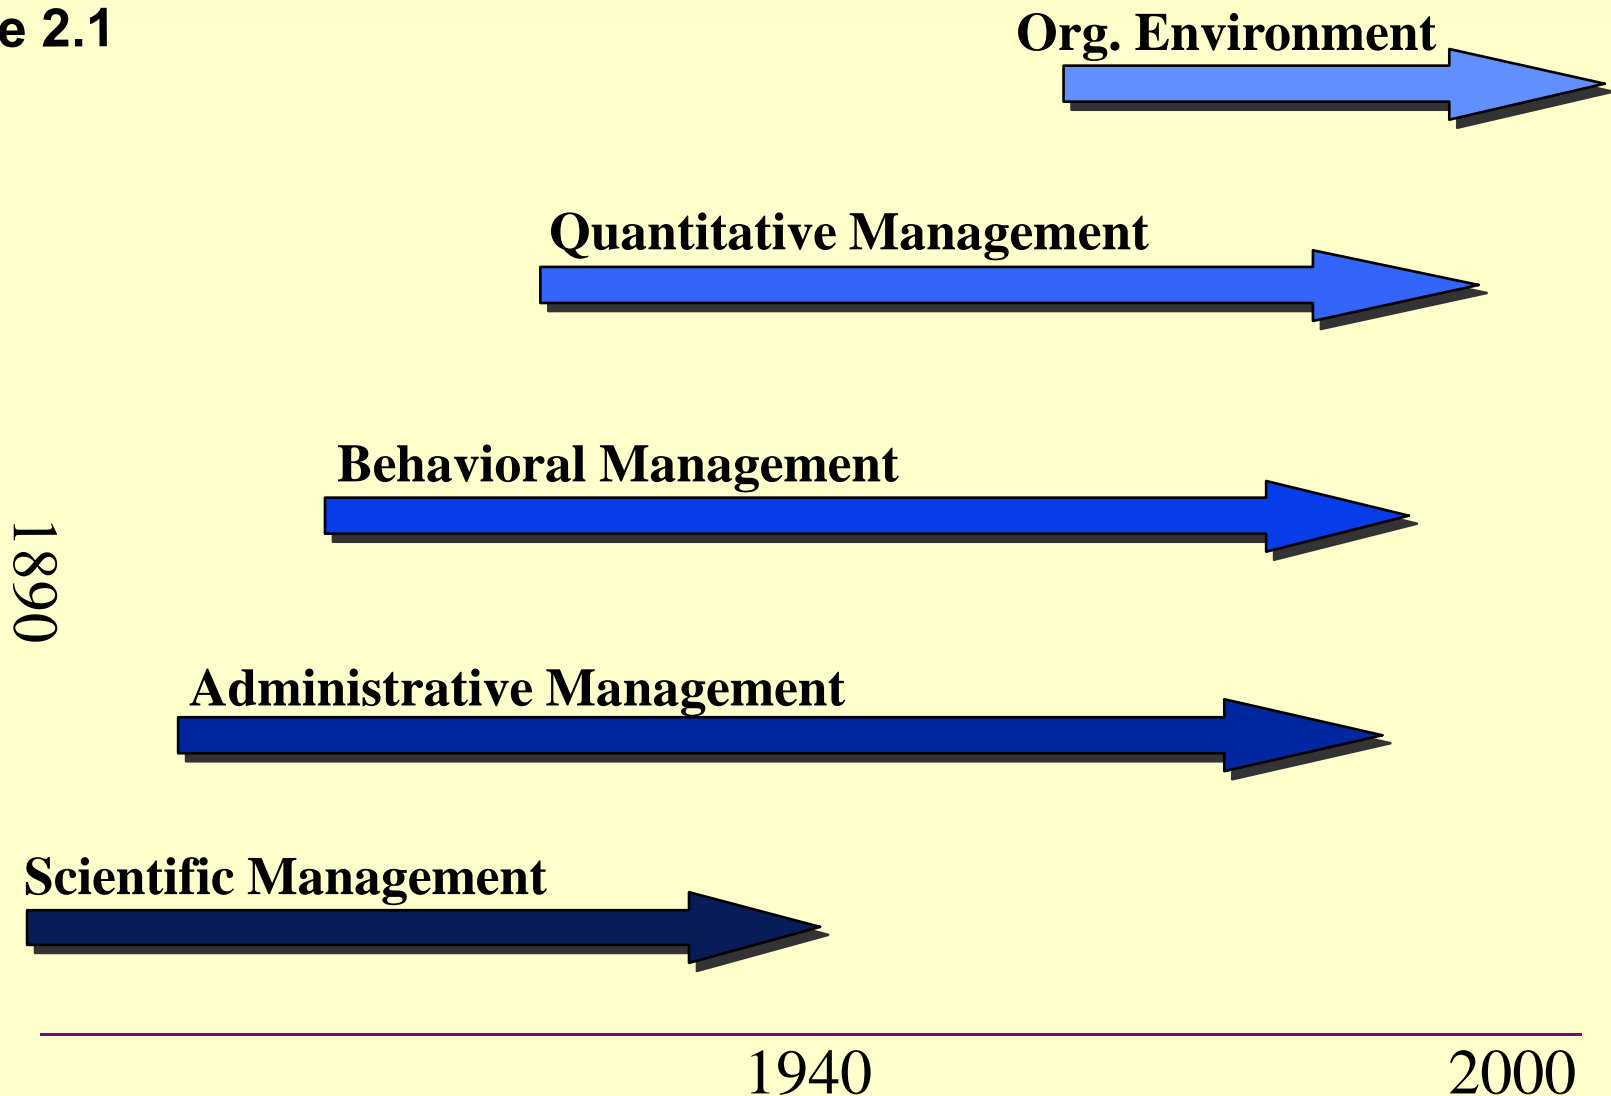 e 2.1
Org. Environment
Quantitative Management
Behavioral Management
1890
Administrative Management
Scientific Management
1940
2000